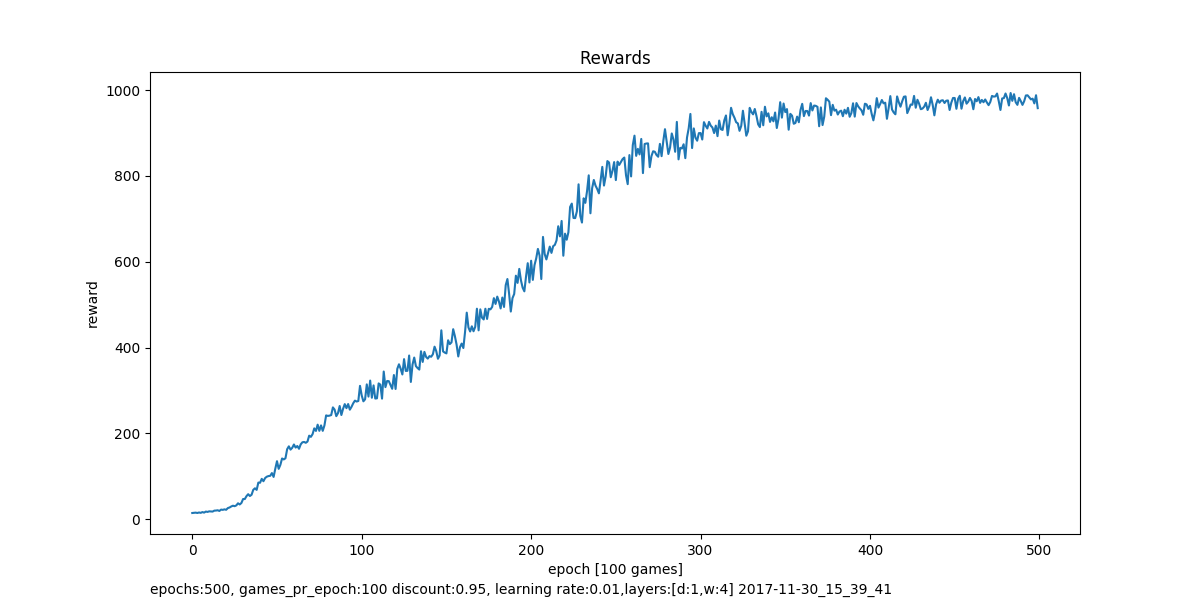 Rewards
1000
800
600
400
200
0
reward
0 100 200 300 400 500
epoch [100 games]
epochs:500, games_pr_epoch:100 discount:0.95, learning rate:0.01,layers:[d:1,w:4] 2017-11-30_15_39_41